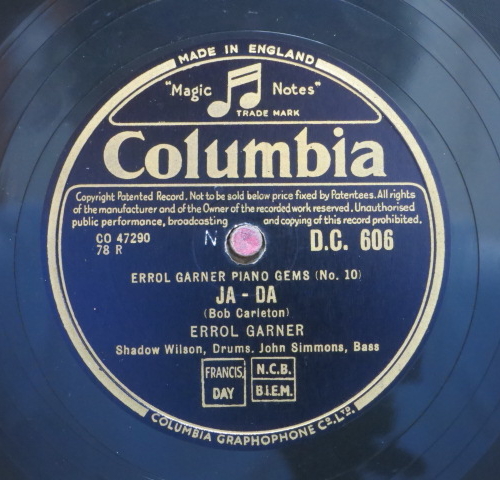 MADE IN ENGLAND
"Magic Notes"
TRADE MARK
Columbia
Copyright Patented Record. Not to be sold below price fixed by Patentees. All rights
of the manufacturer and of the Owner of the recorded work reserved. Unauthorised
public performance, broadcasting and copying of this record prohibited.
CO 47290 N D.C. 606
78 R
ERROL GARNER PIANO GEMS (No. 10)
JA - DA
(Bob Carleton)
ERROLL GARNER
Shadow Wilson, Drums. John Simmons, Bass
FRANCIS, DAY
N.C.B.
B.I.E.M.
COLUMBIA GRAPHOPHONE Co. LTD.